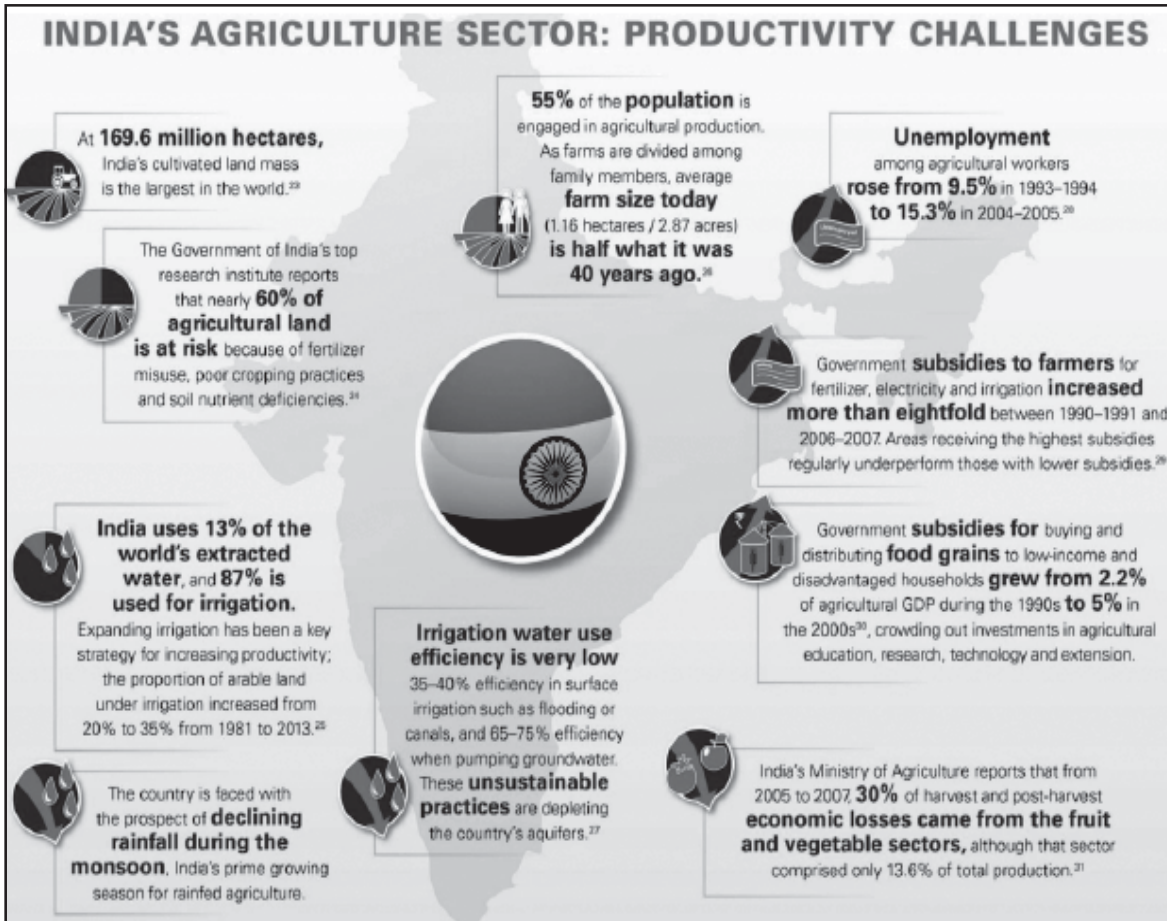 INDIA'S AGRICULTURE SECTOR: PRODUCTIVITY CHALLENGES
At 169.6 million hectares,
India's cultivated land mass
is the largest in the world.²³
The Government of India's top
research institute reports
that nearly 60% of
agricultural land
is at risk because of fertilizer
misuse, poor cropping practices
and soil nutrient deficiencies.²⁴
India uses 13% of the
world's extracted
water, and 87% is
used for irrigation.
Expanding irrigation has been a key
strategy for increasing productivity;
the proportion of arable land
under irrigation increased from
20% to 35% from 1981 to 2013.²⁵
The country is faced with
the prospect of declining
rainfall during the
monsoon, India's prime growing
season for rainfed agriculture.
55% of the population is
engaged in agricultural production.
As farms are divided among
family members, average
farm size today
(1.16 hectares / 2.87 acres)
is half what it was
40 years ago.²⁶
Irrigation water use
efficiency is very low
35–40% efficiency in surface
irrigation such as flooding or
canals, and 65–75% efficiency
when pumping groundwater.
These unsustainable
practices are depleting
the country's aquifers.²⁷
Unemployment
among agricultural workers
rose from 9.5% in 1993–1994
to 15.3% in 2004–2005.²⁸
Government subsidies to farmers for
fertilizer, electricity and irrigation increased
more than eightfold between 1990–1991 and
2006–2007. Areas receiving the highest subsidies
regularly underperform those with lower subsidies.²⁹
Government subsidies for buying and
distributing food grains to low-income and
disadvantaged households grew from 2.2%
of agricultural GDP during the 1990s to 5% in
the 2000s³⁰, crowding out investments in agricultural
education, research, technology and extension.
India's Ministry of Agriculture reports that from
2005 to 2007, 30% of harvest and post-harvest
economic losses came from the fruit
and vegetable sectors, although that sector
comprised only 13.6% of total production.³¹